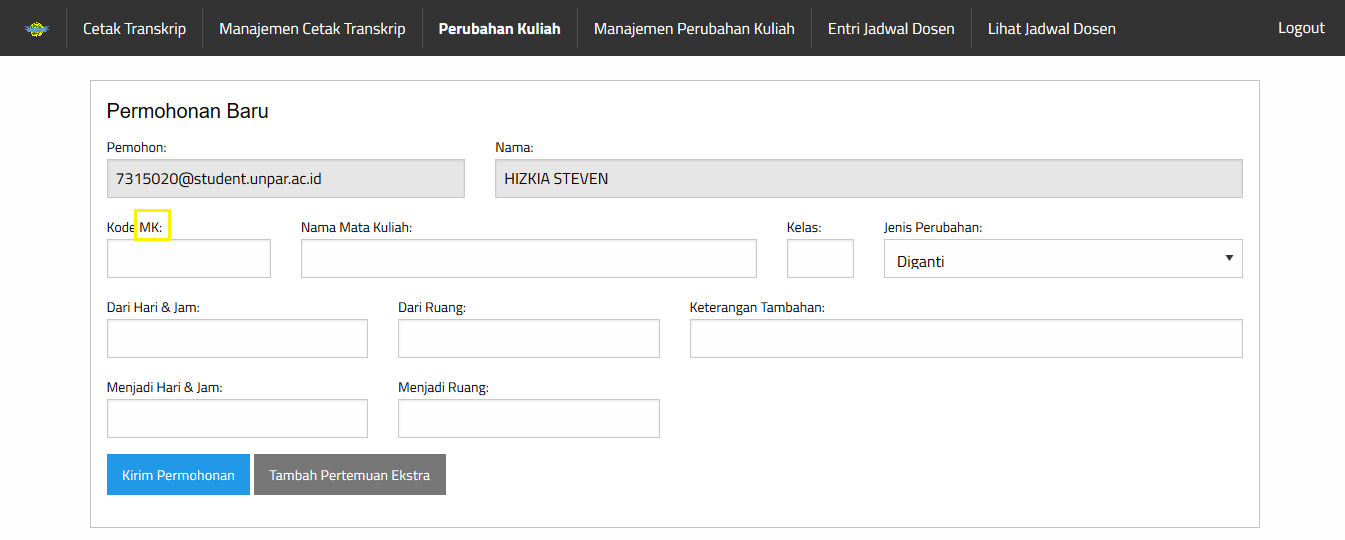 Cetak Transkrip Manajemen Cetak Transkrip Perubahan Kuliah Manajemen Perubahan Kuliah Entri Jadwal Dosen Lihat Jadwal Dosen Logout
Permohonan Baru
Pemohon: Nama:
7315020@student.unpar.ac.id HIZKIA STEVEN
Kode MK: Nama Mata Kuliah: Kelas: Jenis Perubahan:
Diganti
Dari Hari & Jam: Dari Ruang: Keterangan Tambahan:
Menjadi Hari & Jam: Menjadi Ruang:
Kirim Permohonan Tambah Pertemuan Ekstra